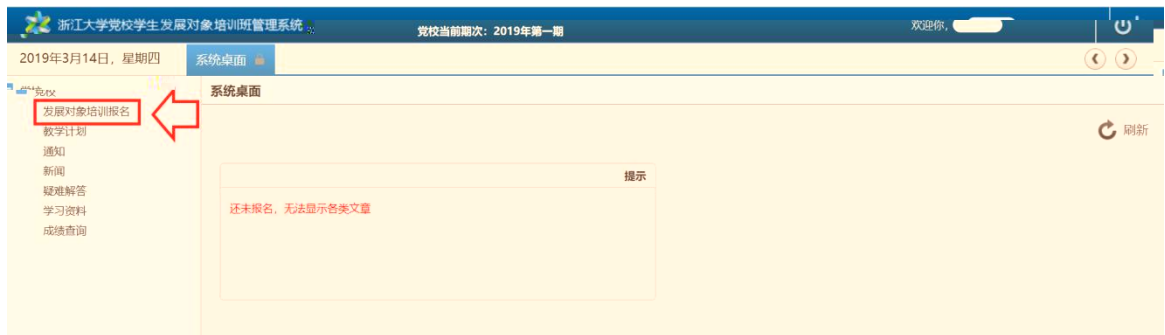 浙江大学党校学生发展对象培训班管理系统
党校当前期次：2019年第一期
欢迎你，
2019年3月14日，星期四
系统桌面
系统桌面
发展对象培训报名
教学计划
通知
新闻
疑难解答
学习资料
成绩查询
刷新
提示
还未报名，无法显示各类文章